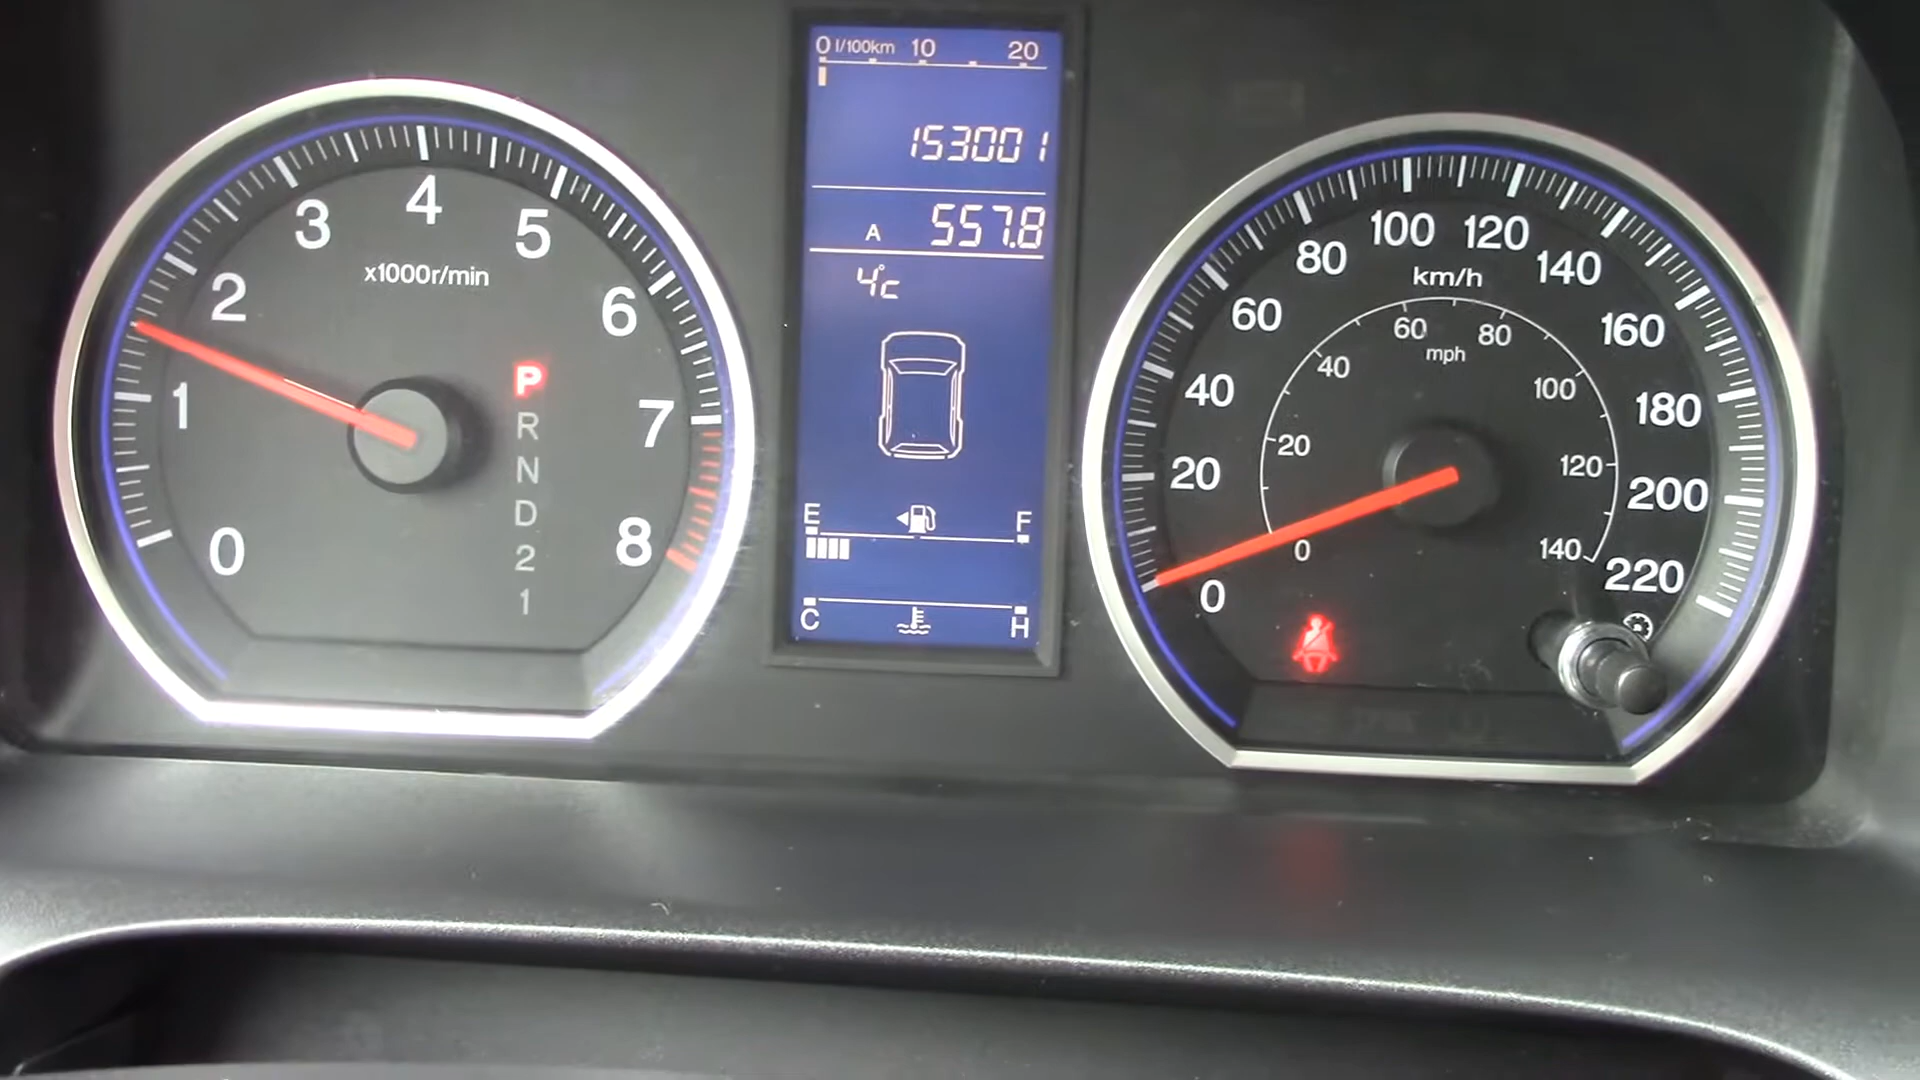 0 1 2 3 4 5 6 7 8
x1000r/min
P
R
N
D
2
1
0 l/100km 10 20
153001
A 557.8
4°c
E F
C H
0 20 40 60 80 100 120 140 160 180 200 220
km/h
0 20 40 60 80 100 120 140
mph